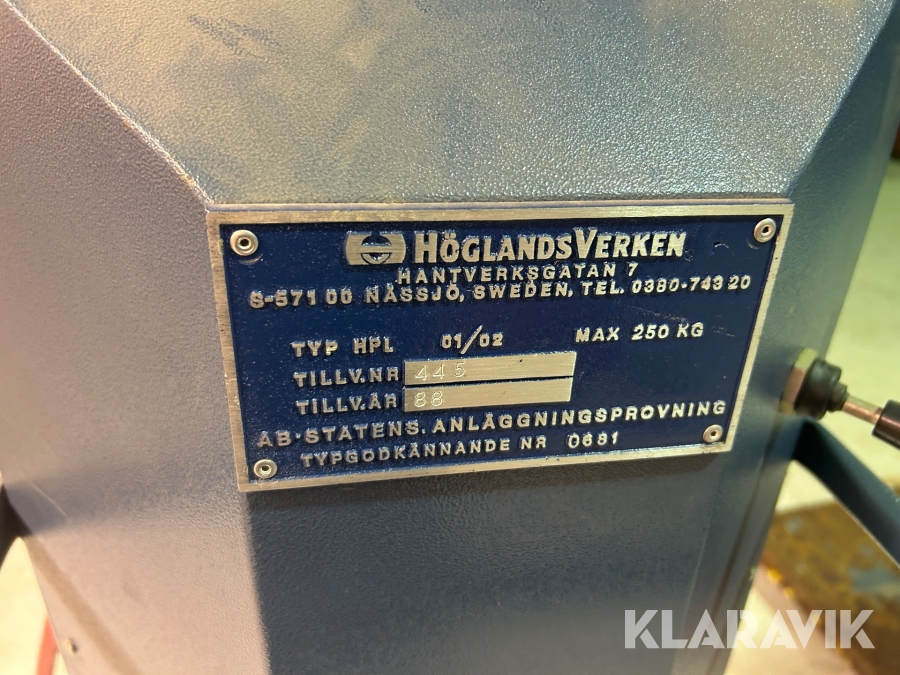 HÖGLANDSVERKEN
HANTVERKSGATAN 7
S-571 00 NÄSSJÖ, SWEDEN, TEL. 0380-743 20
TYP HPL 01/02 MAX 250 KG
TILLV.NR 445
TILLV.ÅR 88
AB·STATENS. ANLÄGGNINGSPROVNING
TYPGODKÄNNANDE NR 0681
KLARAVIK